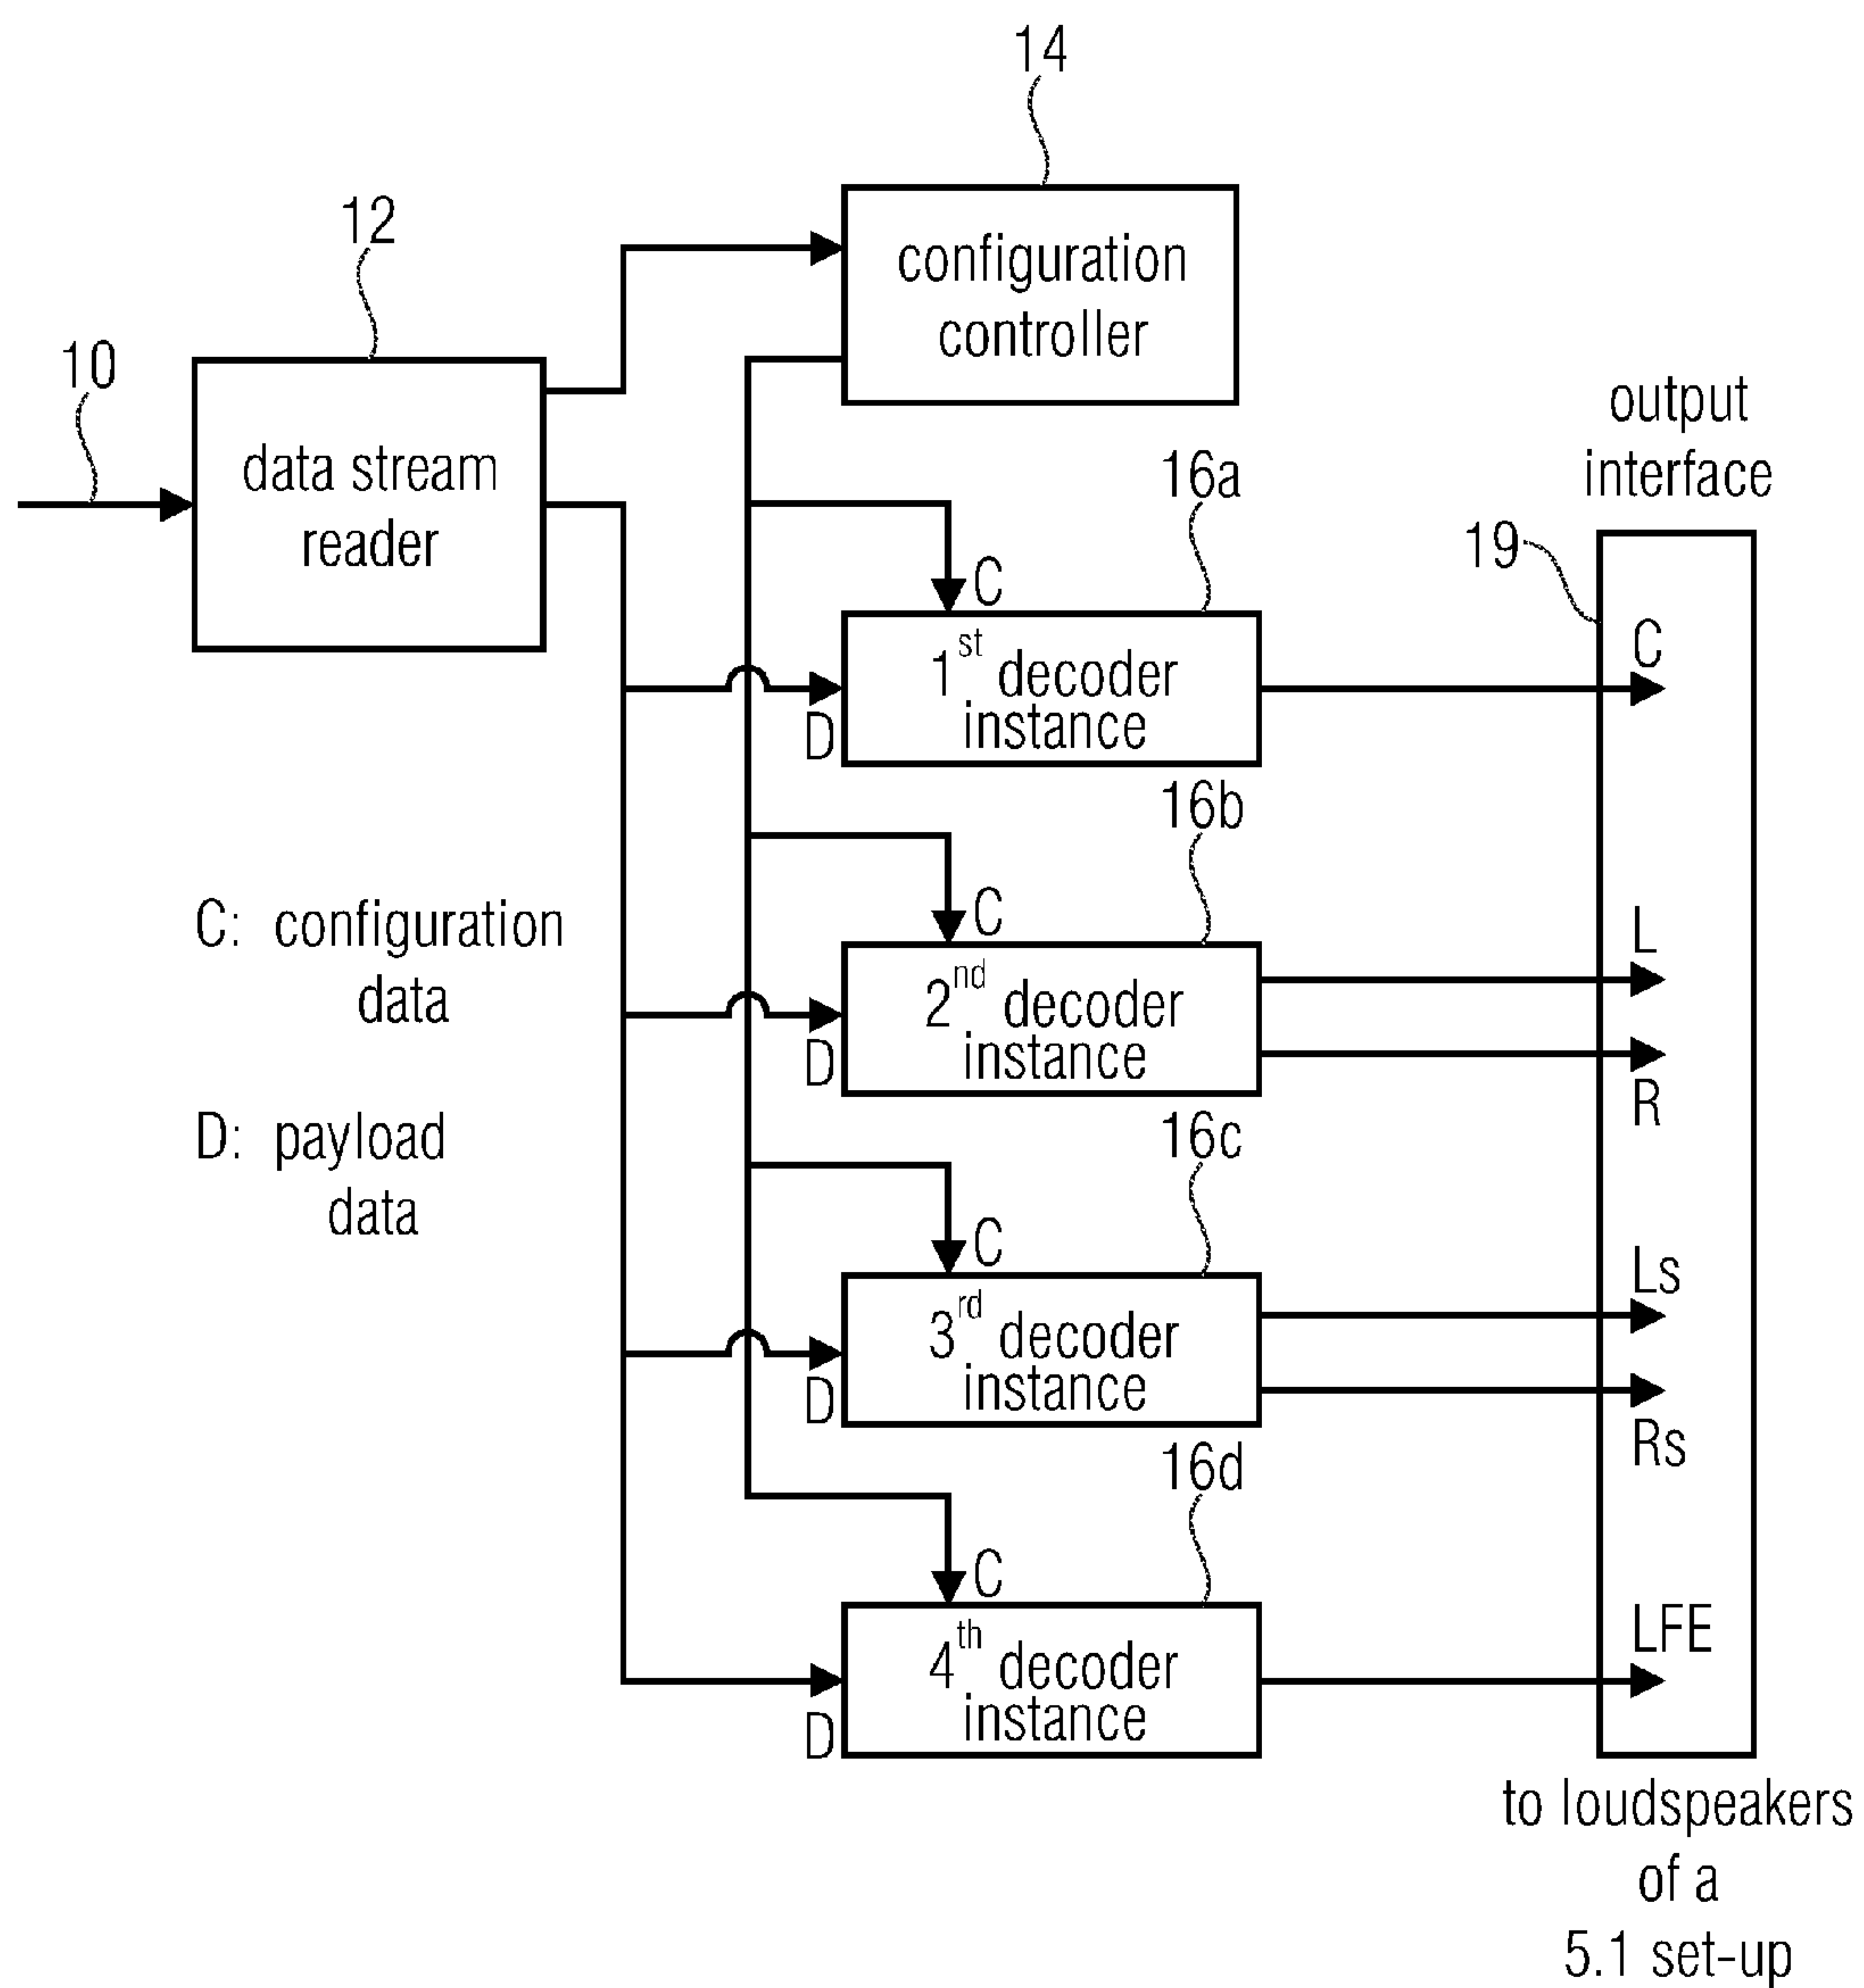 14
12
configuration
controller
10
data stream
reader
output
interface
16a
19
C
C
1st decoder
instance
D
16b
C: configuration
data
C
L
2nd decoder
instance
D
R
D: payload
data
16c
C
Ls
3rd decoder
instance
D
Rs
16d
C
LFE
4th decoder
instance
D
to loudspeakers
of a
5.1 set-up